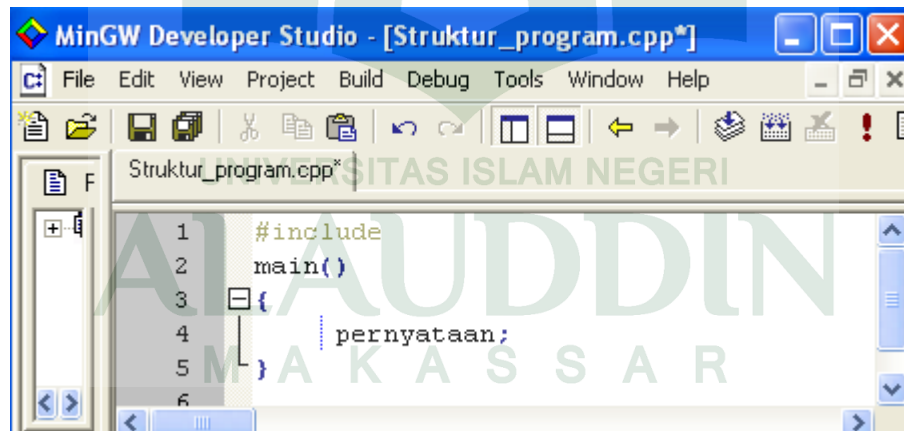 MinGW Developer Studio - [Struktur_program.cpp*]
File Edit View Project Build Debug Tools Window Help
F
Struktur_program.cpp*
UNIVERSITAS ISLAM NEGERI
1 #include
2 main()
3 {
4 pernyataan;
5 }
6
ALAUDDIN
MAKASSAR